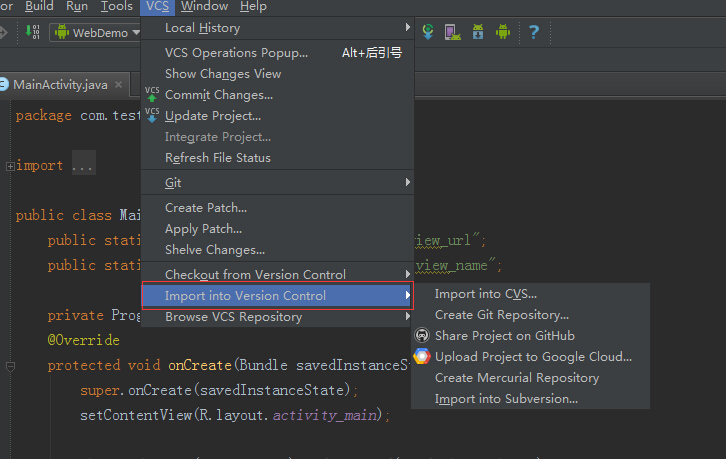 or Build Run Tools VCS Window Help
WebDemo
MainActivity.java
Local History
VCS Operations Popup... Alt+后引号
Show Changes View
Commit Changes...
Update Project...
Integrate Project...
Refresh File Status
Git
Create Patch...
Apply Patch...
Shelve Changes...
Checkout from Version Control
Import into Version Control
Browse VCS Repository
Import into CVS...
Create Git Repository...
Share Project on GitHub
Upload Project to Google Cloud...
Create Mercurial Repository
Import into Subversion...
package com.test
import ...
public class Mai
public stati view_url";
public stati view_name";
private Prog
@Override
protected void onCreate(Bundle savedInstanceSt
super.onCreate(savedInstanceState);
setContentView(R.layout.activity_main);